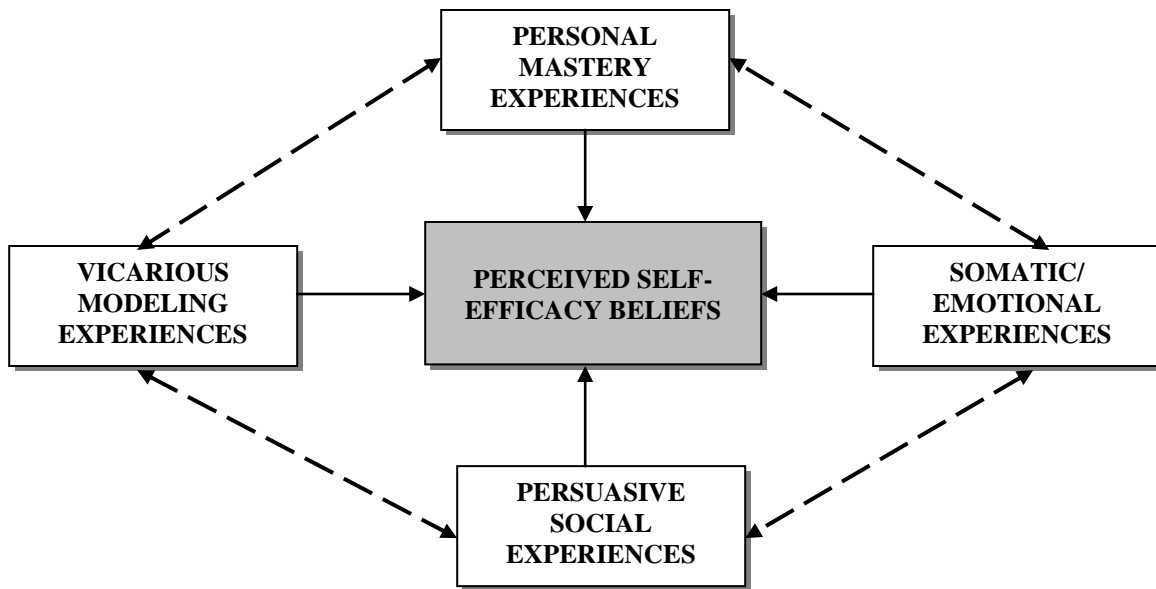 PERSONAL
MASTERY
EXPERIENCES
VICARIOUS
MODELING
EXPERIENCES
PERCEIVED SELF-
EFFICACY BELIEFS
SOMATIC/
EMOTIONAL
EXPERIENCES
PERSUASIVE
SOCIAL
EXPERIENCES